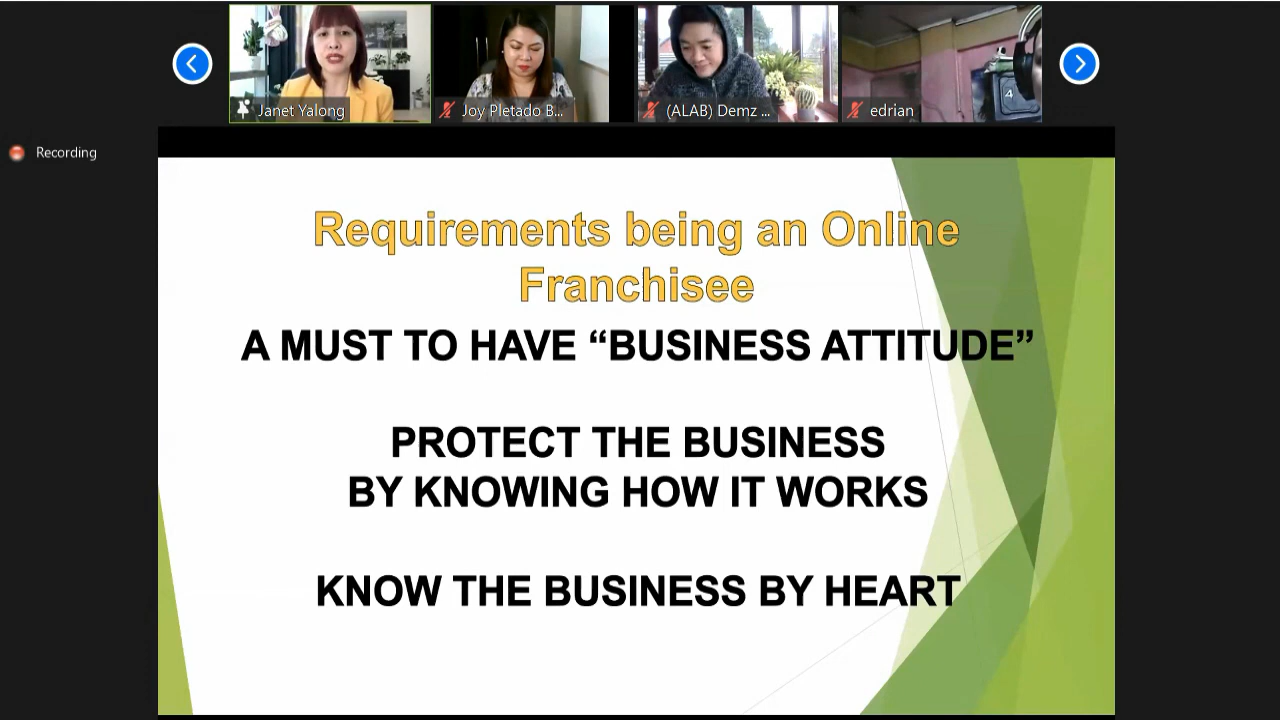 Janet Yalong
Joy Pletado B...
(ALAB) Demz ...
edrian
4
Recording
Requirements being an Online
Franchisee
A MUST TO HAVE “BUSINESS ATTITUDE”
PROTECT THE BUSINESS
BY KNOWING HOW IT WORKS
KNOW THE BUSINESS BY HEART